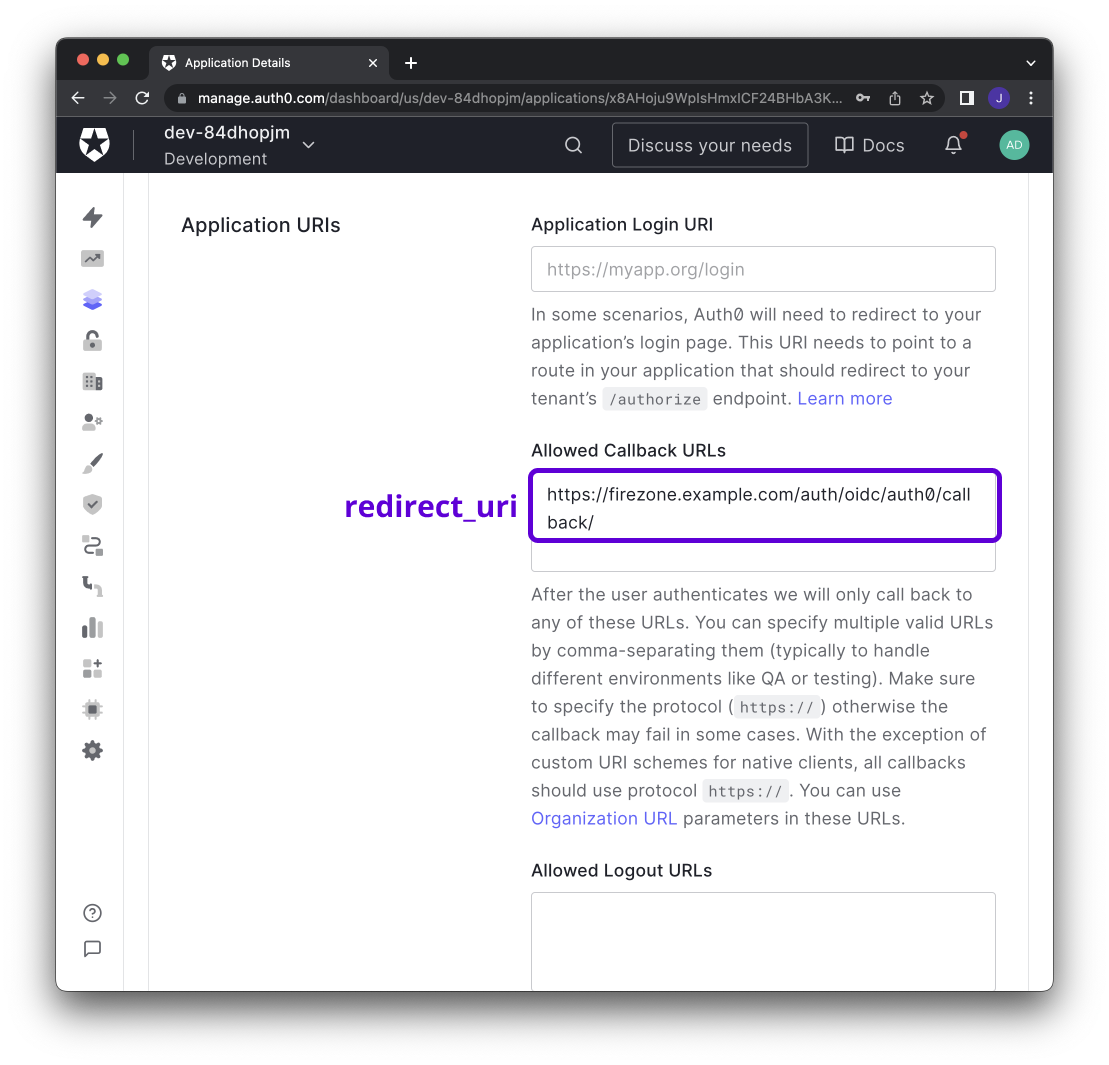 Application Details
manage.auth0.com/dashboard/us/dev-84dhopjm/applications/x8AHoju9WpIsHmxICF24BHbA3K...
J
dev-84dhopjm
Development
Discuss your needs
Docs
AD
Application URIs
Application Login URI
https://myapp.org/login
In some scenarios, Auth0 will need to redirect to your
application’s login page. This URI needs to point to a
route in your application that should redirect to your
tenant’s /authorize endpoint. Learn more
Allowed Callback URLs
redirect_uri
https://firezone.example.com/auth/oidc/auth0/call
back/
After the user authenticates we will only call back to
any of these URLs. You can specify multiple valid URLs
by comma-separating them (typically to handle
different environments like QA or testing). Make sure
to specify the protocol (https://) otherwise the
callback may fail in some cases. With the exception of
custom URI schemes for native clients, all callbacks
should use protocol https://. You can use
Organization URL parameters in these URLs.
Allowed Logout URLs